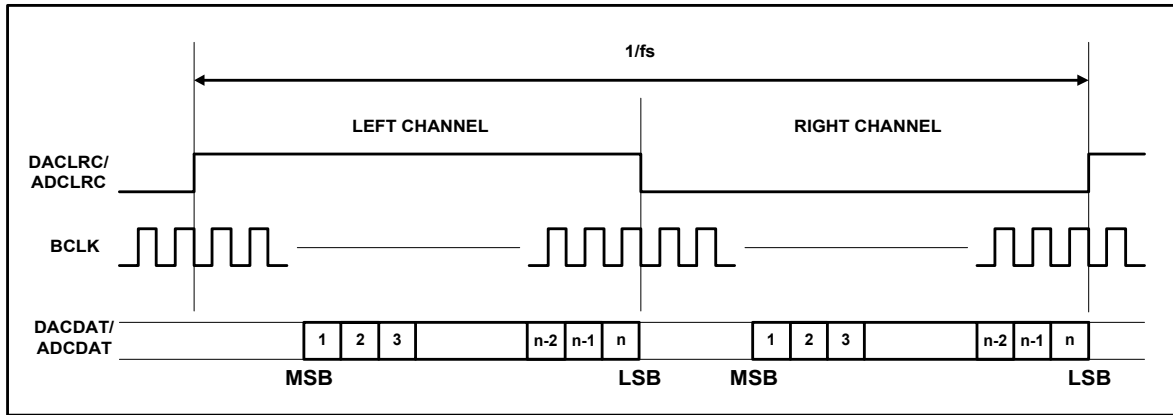 1/fs
LEFT CHANNEL
RIGHT CHANNEL
DACLRC/
ADCLRC
BCLK
DACDAT/
ADCDAT
1 2 3 n-2 n-1 n 1 2 3 n-2 n-1 n
MSB LSB MSB LSB